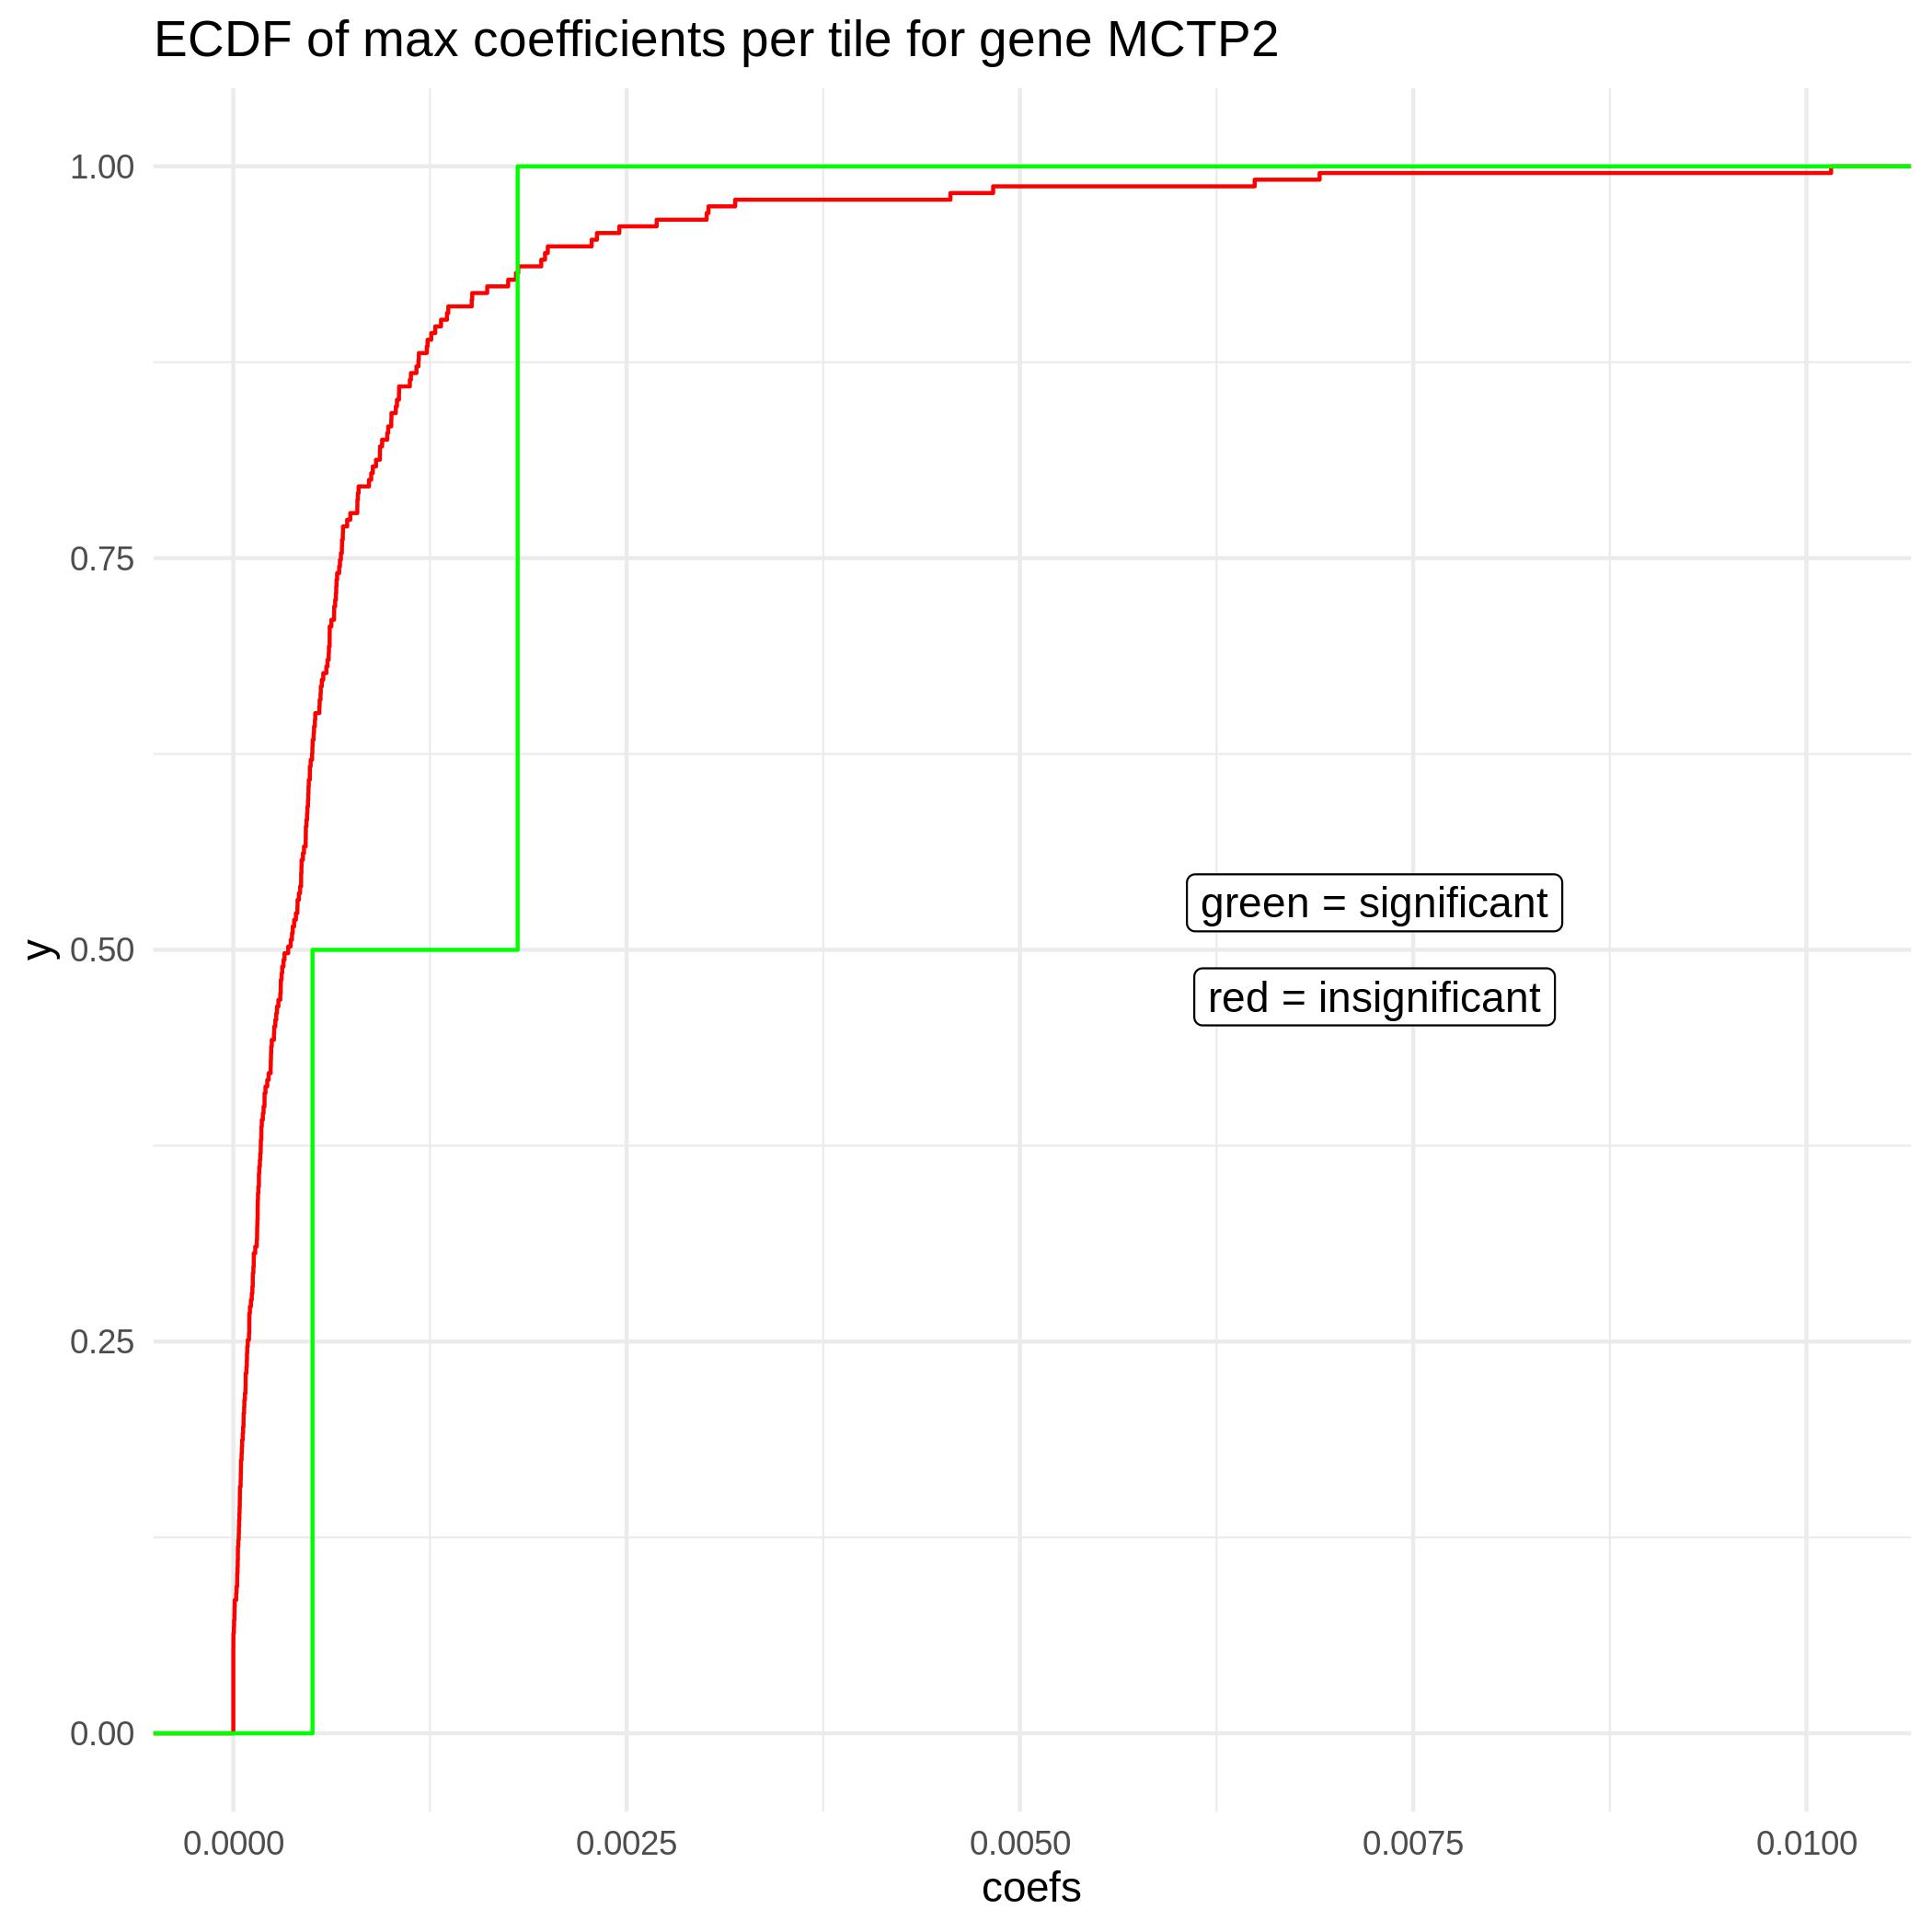 ECDF of max coefficients per tile for gene MCTP2
y
1.00
0.75
0.50
0.25
0.00
green = significant
red = insignificant
0.0000 0.0025 0.0050 0.0075 0.0100
coefs